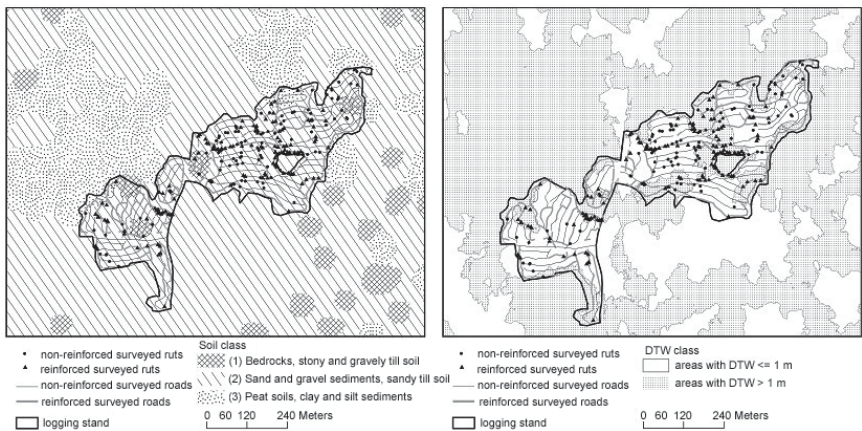 non-reinforced surveyed ruts
reinforced surveyed ruts
non-reinforced surveyed roads
reinforced surveyed roads
logging stand
Soil class
(1) Bedrocks, stony and gravely till soil
(2) Sand and gravel sediments, sandy till soil
(3) Peat soils, clay and silt sediments
0 60 120 240 Meters
non-reinforced surveyed ruts
reinforced surveyed ruts
non-reinforced surveyed roads
reinforced surveyed roads
logging stand
DTW class
areas with DTW <= 1 m
areas with DTW > 1 m
0 60 120 240 Meters